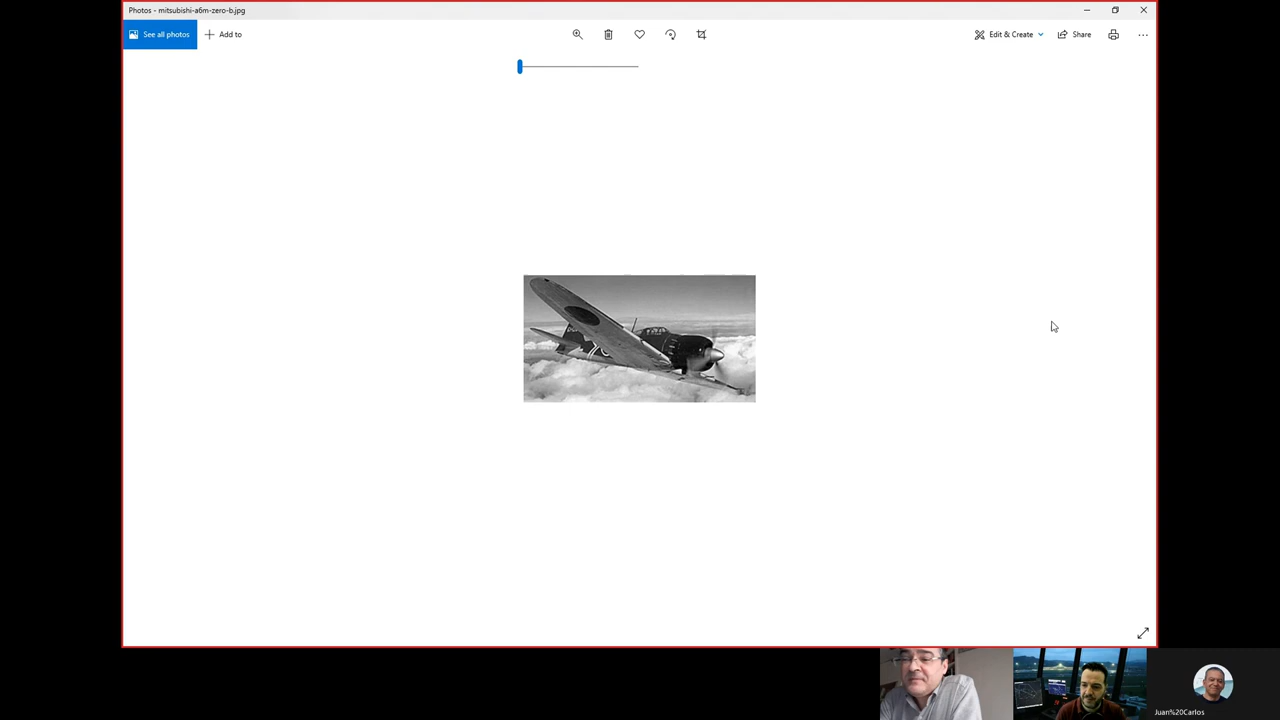 Photos - mitsubishi-a6m-zero-b.jpg
See all photos
Add to
Edit & Create
Share
Juan%20Carlos